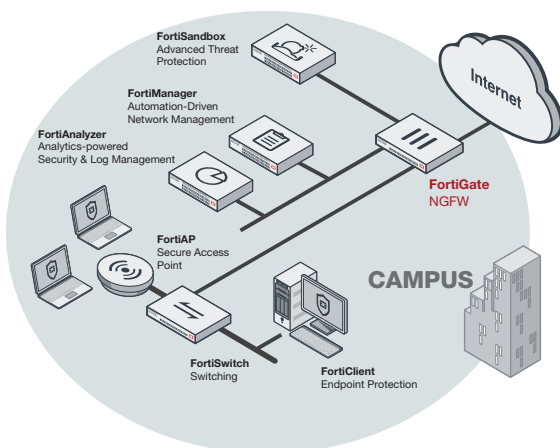 FortiSandbox
Advanced Threat
Protection
FortiManager
Automation-Driven
Network Management
FortiAnalyzer
Analytics-powered
Security & Log Management
Internet
FortiGate
NGFW
FortiAP
Secure Access
Point
CAMPUS
FortiSwitch
Switching
FortiClient
Endpoint Protection